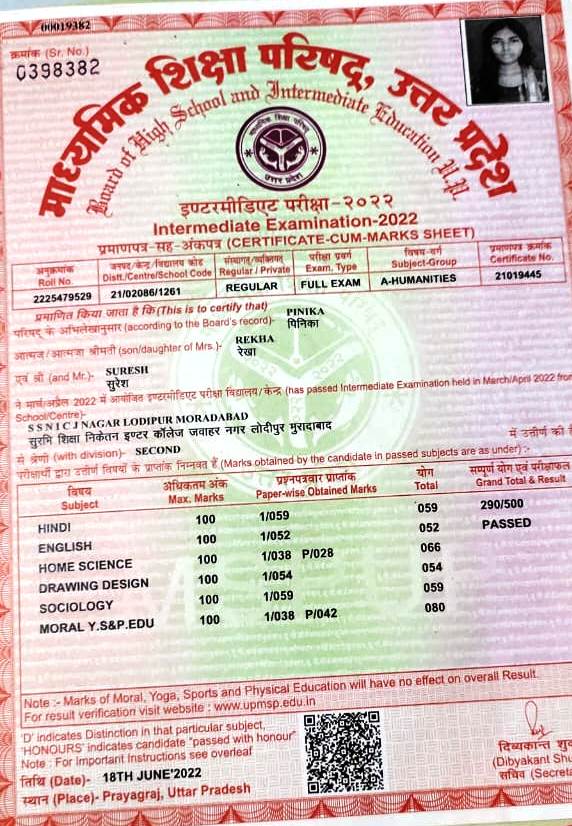 00019382
क्रमांक (Sr. No.)
0398382
माध्यमिक शिक्षा परिषद्, उत्तर प्रदेश
Board of High School and Intermediate Education U.P.
माध्यमिक शिक्षा परिषद्
उत्तर प्रदेश
इण्टरमीडिएट परीक्षा-२०२२
Intermediate Examination-2022
प्रमाणपत्र-सह-अंकपत्र (CERTIFICATE-CUM-MARKS SHEET)
अनुक्रमांक जनपद/केन्द्र/विद्यालय कोड संस्थागत/व्यक्तिगत परीक्षा प्रवर्ग विषय-वर्ग प्रमाणपत्र क्रमांक
Roll No. Distt./Centre/School Code Regular / Private Exam. Type Subject-Group Certificate No.
2225479529 21/02086/1261 REGULAR FULL EXAM A-HUMANITIES 21019445
प्रमाणित किया जाता है कि (This is to certify that) PINIKA
परिषद के अभिलेखानुसार (according to the Board's record)- पिनिका
आत्मज/आत्मजा श्रीमती (son/daughter of Mrs.)- REKHA
रेखा
एवं श्री (and Mr.)- SURESH
सुरेश
ने मार्च/अप्रैल 2022 में आयोजित इण्टरमीडिएट परीक्षा विद्यालय/केन्द्र (has passed Intermediate Examination held in March/April 2022 from
School/Centre)-
S S N I C J NAGAR LODIPUR MORADABAD
सुरभि शिक्षा निकेतन इण्टर कॉलेज जवाहर नगर लोदीपुर मुरादाबाद
में उत्तीर्ण की
से श्रेणी (with division)- SECOND
परीक्षार्थी द्वारा उत्तीर्ण विषयों के प्राप्तांक निम्नवत हैं (Marks obtained by the candidate in passed subjects are as under) :-
विषय अधिकतम अंक प्रश्नपत्रवार प्राप्तांक योग सम्पूर्ण योग एवं परीक्षाफल
Subject Max. Marks Paper-wise Obtained Marks Total Grand Total & Result
HINDI 100 1/059 059 290/500
ENGLISH 100 1/052 052 PASSED
HOME SCIENCE 100 1/038 P/028 066
DRAWING DESIGN 100 1/054 054
SOCIOLOGY 100 1/059 059
MORAL Y.S&P.EDU 100 1/038 P/042 080
Note :- Marks of Moral, Yoga, Sports and Physical Education will have no effect on overall Result.
For result verification visit website : www.upmsp.edu.in
'D' indicates Distinction in that particular subject,
'HONOURS' indicates candidate "passed with honour"
Note : For Important Instructions see overleaf
तिथि (Date)- 18TH JUNE'2022
स्थान (Place)- Prayagraj, Uttar Pradesh
दिव्यकान्त शु
(Dibyakant Shu
सचिव (Secreta